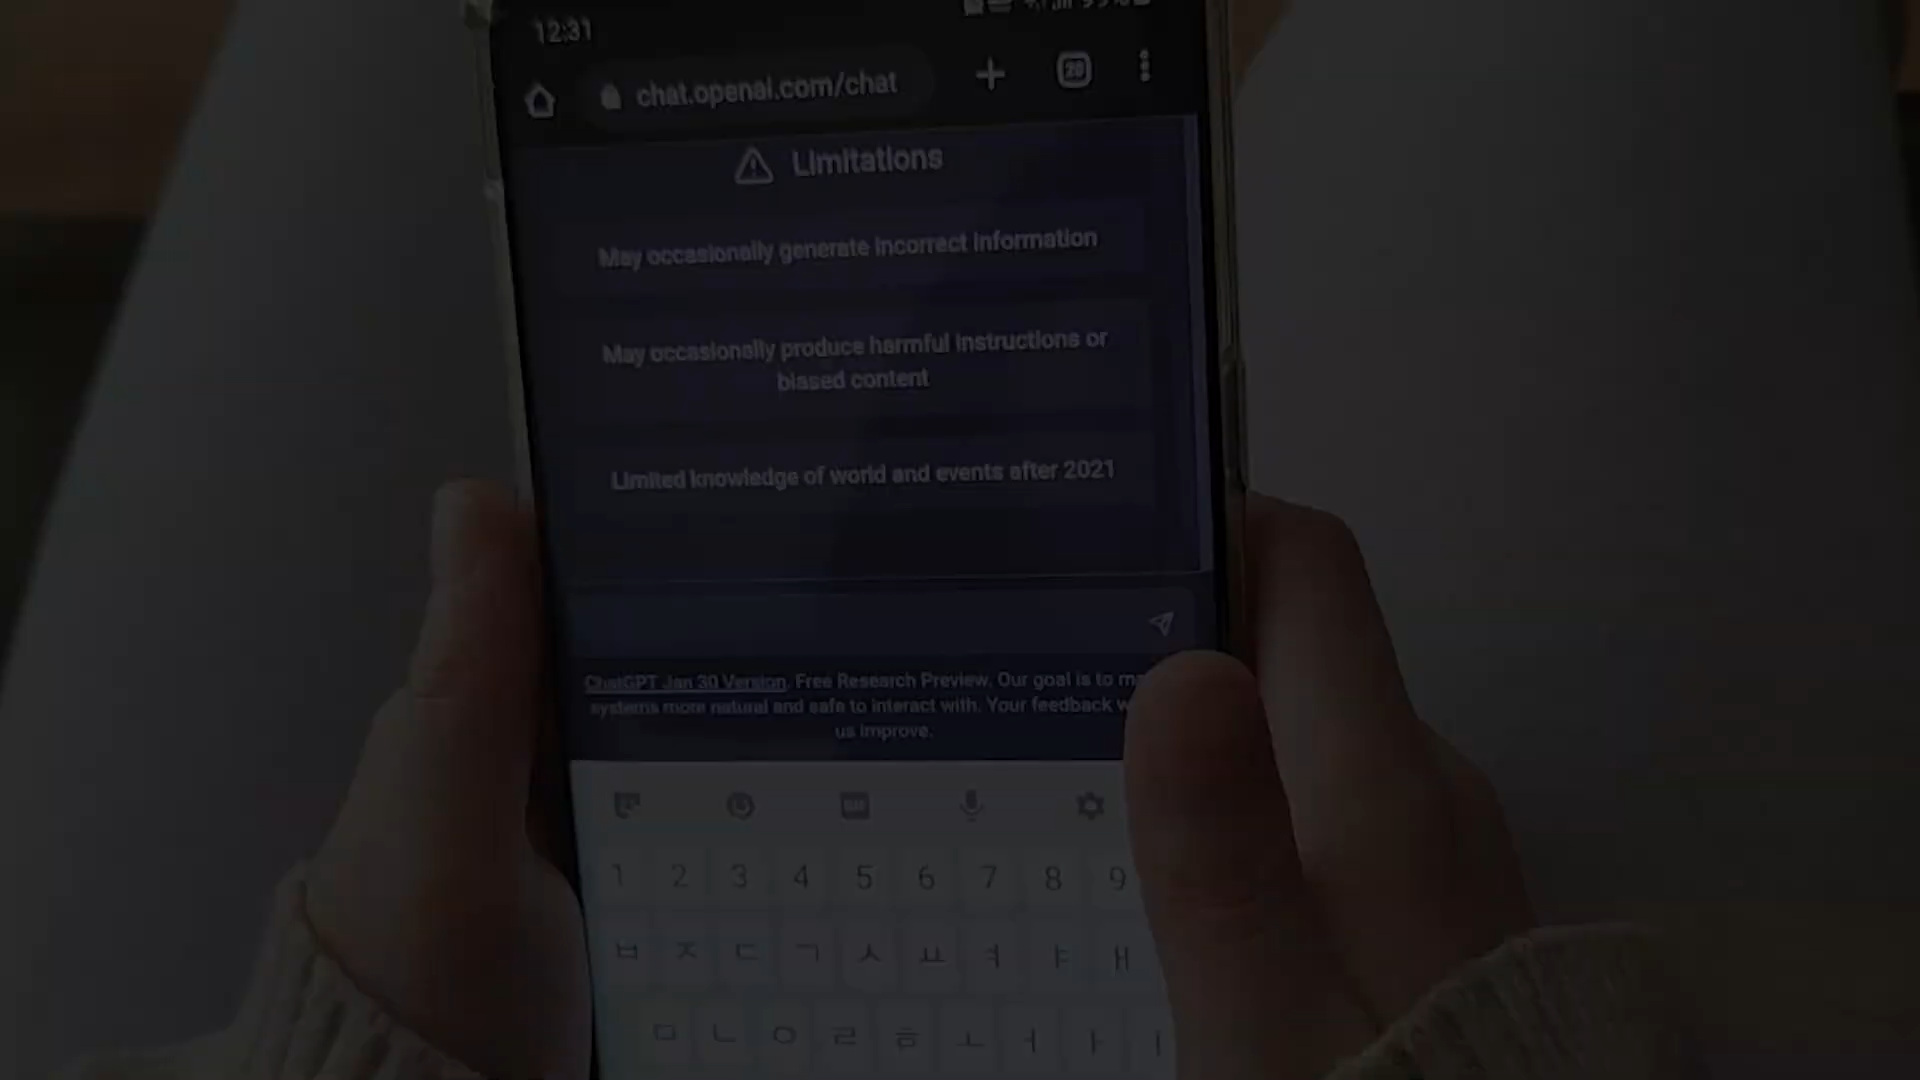 12:31
chat.openai.com/chat
20
Limitations
May occasionally generate incorrect information
May occasionally produce harmful instructions or
biased content
Limited knowledge of world and events after 2021
ChatGPT Jan 30 Version. Free Research Preview. Our goal is to
systems more natural and safe to interact with. Your feedback
us improve.
1 2 3 4 5 6 7 8 9
ㅂ ㅈ ㄷ ㄱ ㅅ ㅛ ㅕ ㅑ ㅐ
ㅁ ㄴ ㅇ ㄹ ㅎ ㅗ ㅓ ㅏ ㅣ